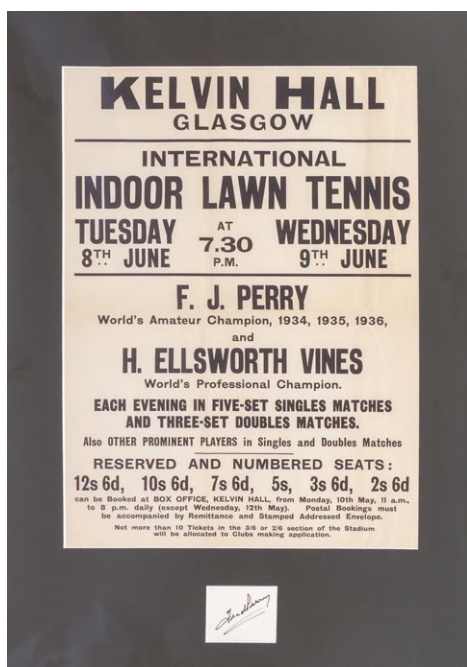 KELVIN HALL
GLASGOW
INTERNATIONAL
INDOOR LAWN TENNIS
TUESDAY AT WEDNESDAY
8TH JUNE 7.30 P.M. 9TH JUNE
F. J. PERRY
World's Amateur Champion, 1934, 1935, 1936,
and
H. ELLSWORTH VINES
World's Professional Champion.
EACH EVENING IN FIVE-SET SINGLES MATCHES
AND THREE-SET DOUBLES MATCHES.
Also OTHER PROMINENT PLAYERS in Singles and Doubles Matches
RESERVED AND NUMBERED SEATS:
12s 6d, 10s 6d, 7s 6d, 5s, 3s 6d, 2s 6d
can be Booked at BOX OFFICE, KELVIN HALL, from Monday, 10th May, 11 a.m.,
to 8 p.m. daily (except Wednesday, 12th May). Postal Bookings must
be accompanied by Remittance and Stamped Addressed Envelope.
Not more than 10 Tickets in the 3/6 or 2/6 section of the Stadium
will be allocated to Clubs making application.
Fred Perry